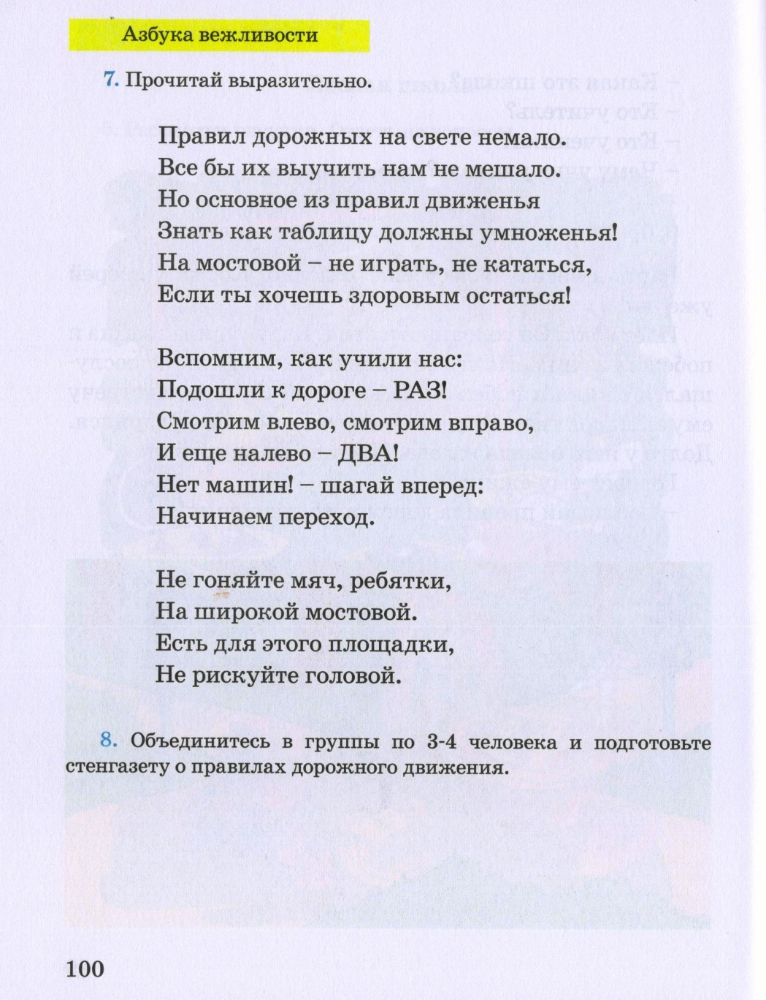 Азбука вежливости
7. Прочитай выразительно.
Правил дорожных на свете немало.
Все бы их выучить нам не мешало.
Но основное из правил движенья
Знать как таблицу должны умноженья!
На мостовой – не играть, не кататься,
Если ты хочешь здоровым остаться!
Вспомним, как учили нас:
Подошли к дороге – РАЗ!
Смотрим влево, смотрим вправо,
И еще налево – ДВА!
Нет машин! – шагай вперед:
Начинаем переход.
Не гоняйте мяч, ребятки,
На широкой мостовой.
Есть для этого площадки,
Не рискуйте головой.
8. Объединитесь в группы по 3-4 человека и подготовьте
стенгазету о правилах дорожного движения.
100